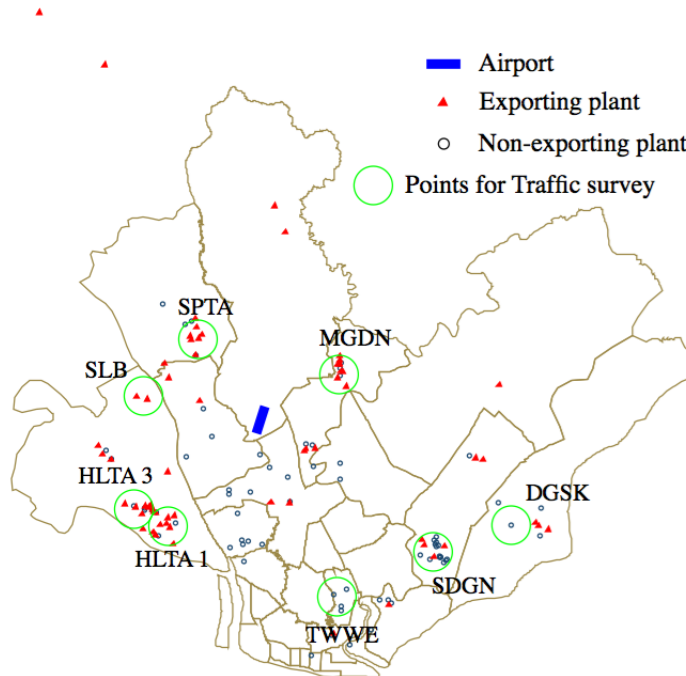 Airport
Exporting plant
Non-exporting plant
Points for Traffic survey
SPTA
MGDN
SLB
HLTA 3
DGSK
HLTA 1
SDGN
TWWE